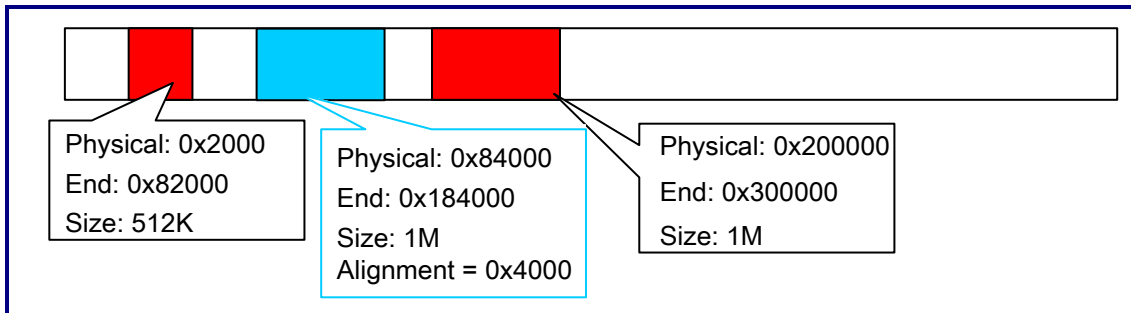 Physical: 0x2000
End: 0x82000
Size: 512K
Physical: 0x84000
End: 0x184000
Size: 1M
Alignment = 0x4000
Physical: 0x200000
End: 0x300000
Size: 1M